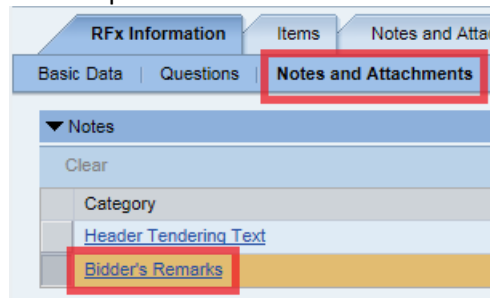 RFx Information Items Notes and Atta
Basic Data | Questions | Notes and Attachments
Notes
Clear
Category
Header Tendering Text
Bidder's Remarks